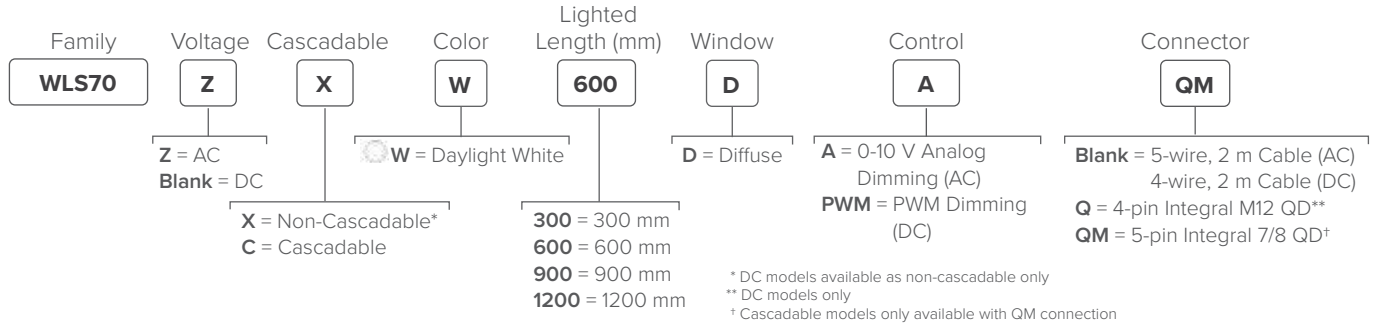 Family
Voltage
Cascadable
Color
Lighted
Length (mm)
Window
Control
Connector
WLS70
Z
X
W
600
D
A
QM
Z = AC
Blank = DC
X = Non-Cascadable*
C = Cascadable
W = Daylight White
300 = 300 mm
600 = 600 mm
900 = 900 mm
1200 = 1200 mm
D = Diffuse
A = 0-10 V Analog
Dimming (AC)
PWM = PWM Dimming
(DC)
Blank = 5-wire, 2 m Cable (AC)
4-wire, 2 m Cable (DC)
Q = 4-pin Integral M12 QD**
QM = 5-pin Integral 7/8 QD†
* DC models available as non-cascadable only
** DC models only
† Cascadable models only available with QM connection